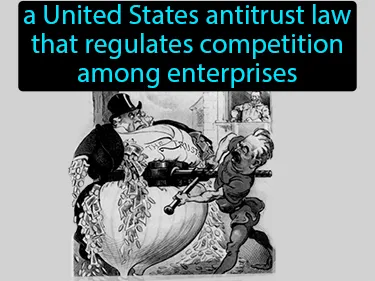 a United States antitrust law
that regulates competition
among enterprises